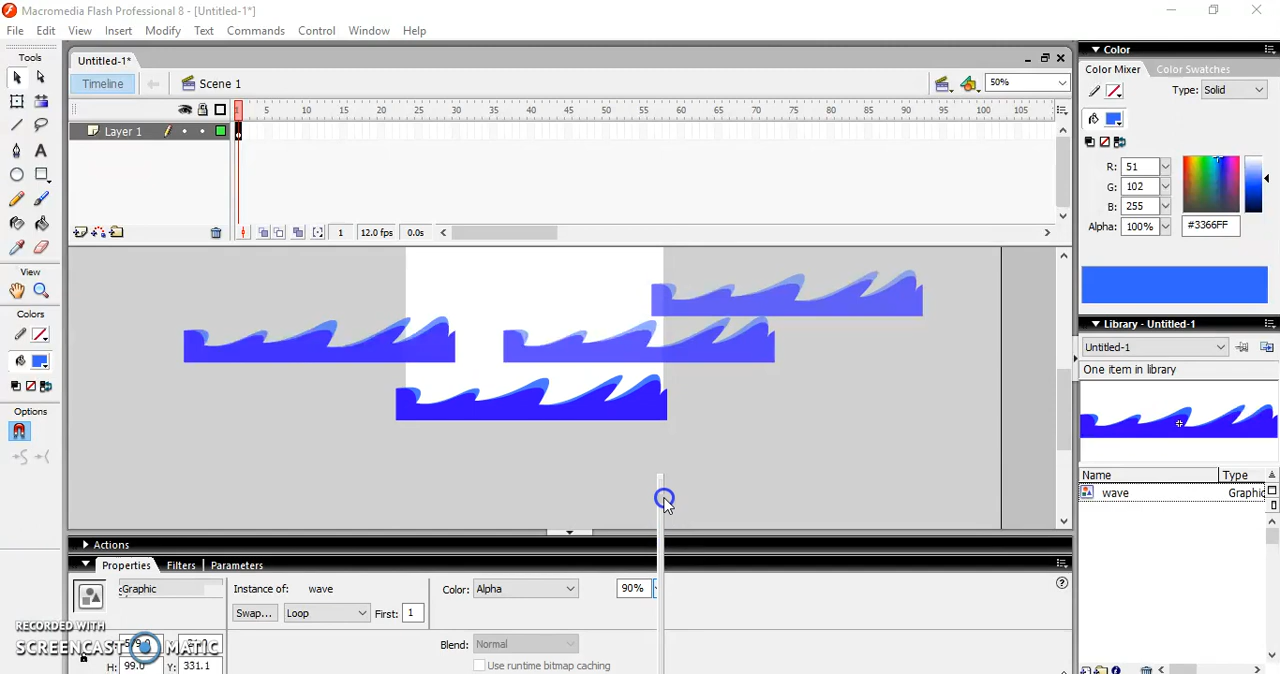 Macromedia Flash Professional 8 - [Untitled-1*]
File Edit View Insert Modify Text Commands Control Window Help
Tools
Untitled-1*
Timeline Scene 1 50%
1 5 10 15 20 25 30 35 40 45 50 55 60 65 70 75 80 85 90 95 100 105
Layer 1
1 12.0 fps 0.0s
View
Colors
Options
Color
Color Mixer Color Swatches
Type: Solid
R: 51
G: 102
B: 255
Alpha: 100% #3366FF
Library - Untitled-1
Untitled-1
One item in library
Name Type
wave Graphic
Actions
Properties Filters Parameters
Graphic Instance of: wave Color: Alpha 90%
Swap... Loop First: 1
Blend: Normal
Use runtime bitmap caching
H: 99.0 Y: 331.1
RECORDED WITH
SCREENCAST MATIC